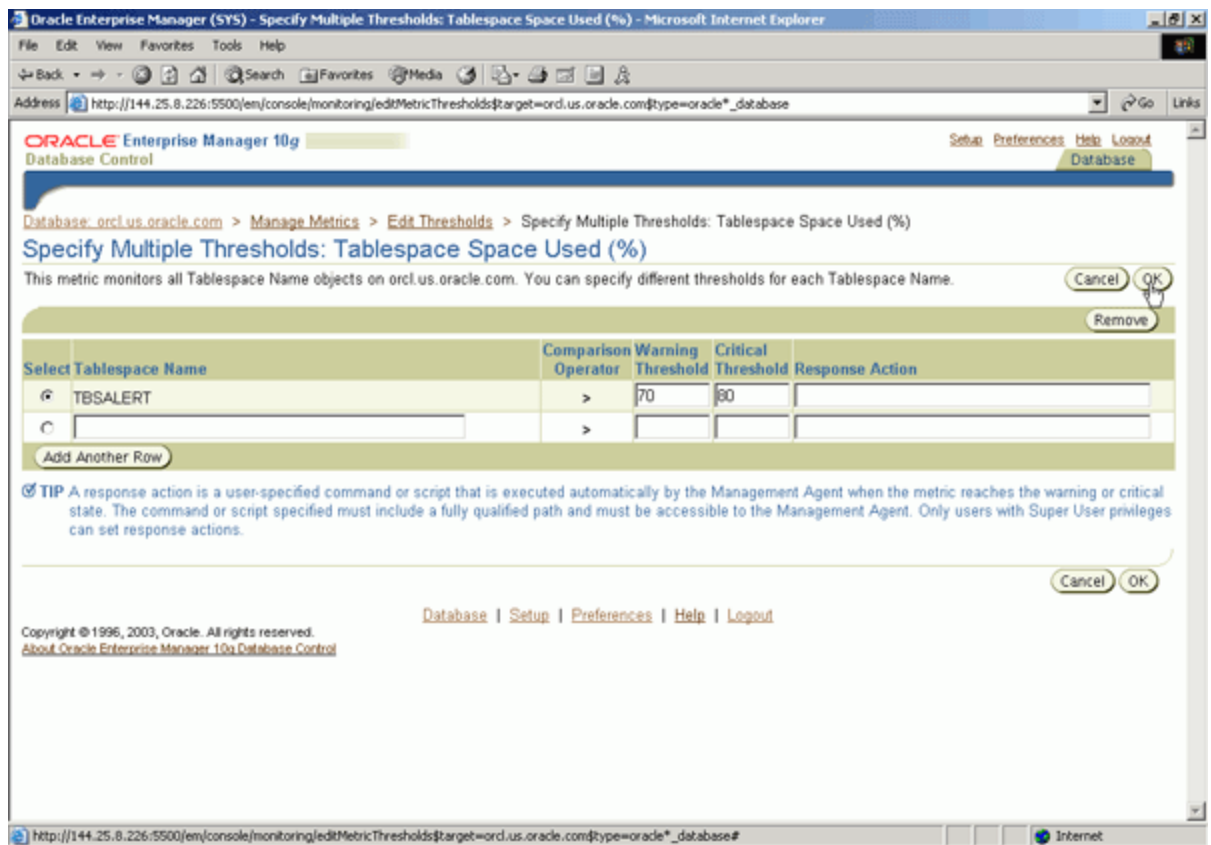 Oracle Enterprise Manager (SYS) - Specify Multiple Thresholds: Tablespace Space Used (%) - Microsoft Internet Explorer
File Edit View Favorites Tools Help
Back Search Favorites Media
Address http://144.25.8.226:5500/em/console/monitoring/editMetricThresholds$target=orcl.us.oracle.com$type=oracle*_database Go Links
ORACLE Enterprise Manager 10g
Database Control
Setup Preferences Help Logout
Database
Database: orcl.us.oracle.com > Manage Metrics > Edit Thresholds > Specify Multiple Thresholds: Tablespace Space Used (%)
Specify Multiple Thresholds: Tablespace Space Used (%)
This metric monitors all Tablespace Name objects on orcl.us.oracle.com. You can specify different thresholds for each Tablespace Name.
Cancel OK
Remove
Select Tablespace Name Comparison Operator Warning Threshold Critical Threshold Response Action
TBSALERT > 70 80
>
Add Another Row
TIP A response action is a user-specified command or script that is executed automatically by the Management Agent when the metric reaches the warning or critical
state. The command or script specified must include a fully qualified path and must be accessible to the Management Agent. Only users with Super User privileges
can set response actions.
Cancel OK
Database | Setup | Preferences | Help | Logout
Copyright © 1996, 2003, Oracle. All rights reserved.
About Oracle Enterprise Manager 10g Database Control
http://144.25.8.226:5500/em/console/monitoring/editMetricThresholds$target=orcl.us.oracle.com$type=oracle*_database# Internet